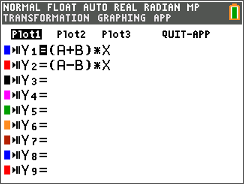 NORMAL FLOAT AUTO REAL RADIAN MP
TRANSFORMATION GRAPHING APP
Plot1 Plot2 Plot3 QUIT-APP
Y1=(A+B)*X
Y2=(A-B)*X
Y3=
Y4=
Y5=
Y6=
Y7=
Y8=
Y9=